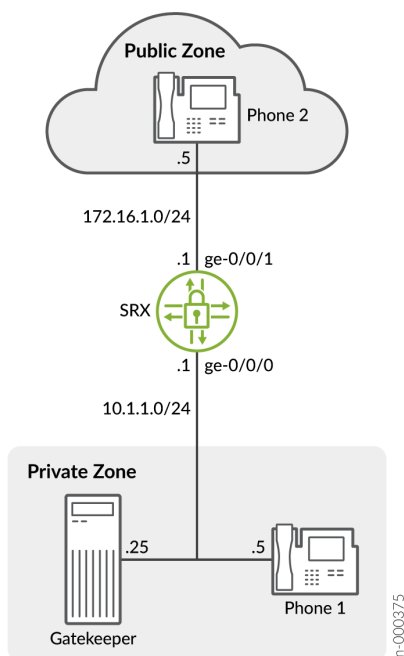 Public Zone
Phone 2
.5
172.16.1.0/24
.1 ge-0/0/1
SRX
.1 ge-0/0/0
10.1.1.0/24
Private Zone
.25
.5
Phone 1
Gatekeeper